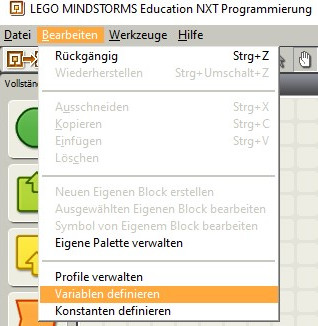 LEGO MINDSTORMS Education NXT Programmierung
Datei Bearbeiten Werkzeuge Hilfe
Rückgängig Strg+Z
Wiederherstellen Strg+Umschalt+Z
Vollstän
Ausschneiden Strg+X
Kopieren Strg+C
Einfügen Strg+V
Löschen
Neuen Eigenen Block erstellen
Ausgewählten Eigenen Block bearbeiten
Symbol von Eigenem Block bearbeiten
Eigene Palette verwalten
Profile verwalten
Variablen definieren
Konstanten definieren